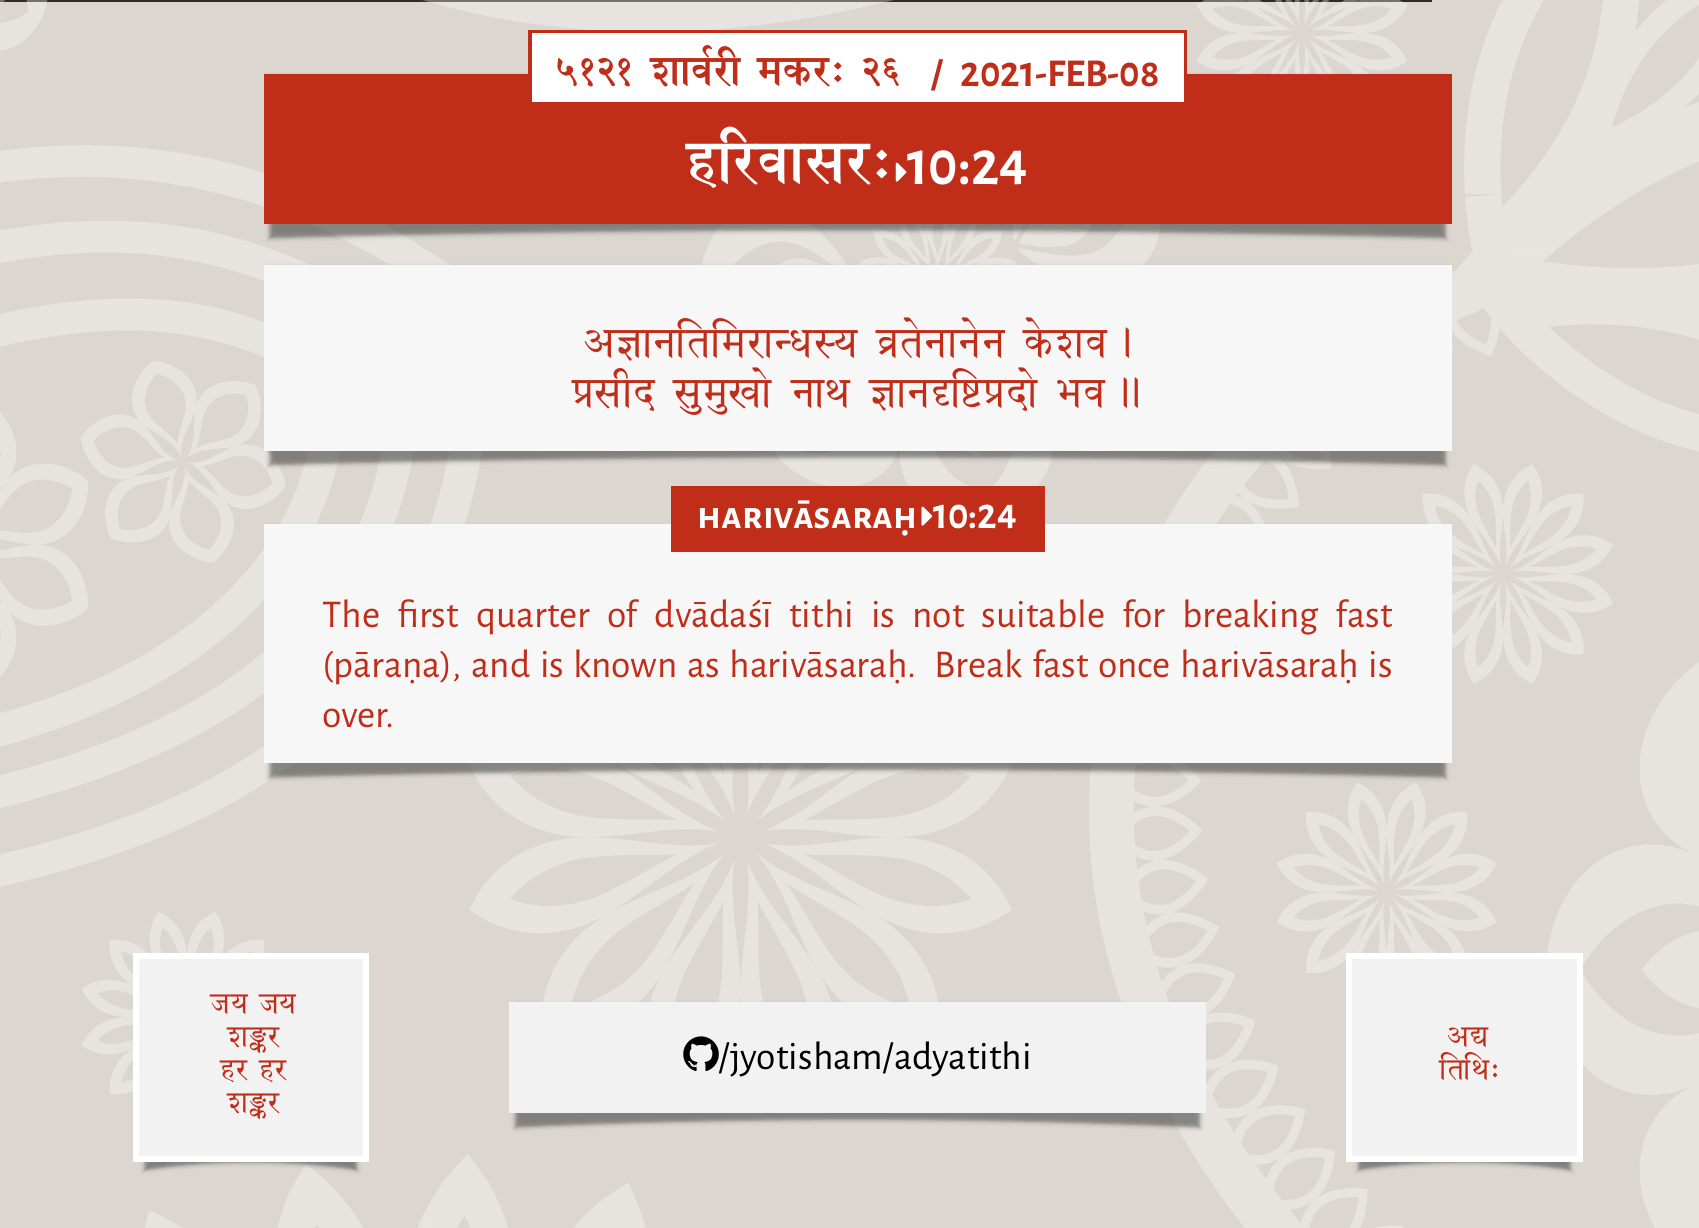 ५१२१ शार्वरी मकरः २६ / 2021-FEB-08
हरिवासरः▸10:24
अज्ञानतिमिरान्धस्य व्रतेनानेन केशव ।
प्रसीद सुमुखो नाथ ज्ञानदृष्टिप्रदो भव ॥
HARIVĀSARAḤ▸10:24
The first quarter of dvādaśī tithi is not suitable for breaking fast
(pāraṇa), and is known as harivāsaraḥ. Break fast once harivāsaraḥ is
over.
जय जय
शङ्कर
हर हर
शङ्कर
/jyotisham/adyatithi
अद्य
तिथिः